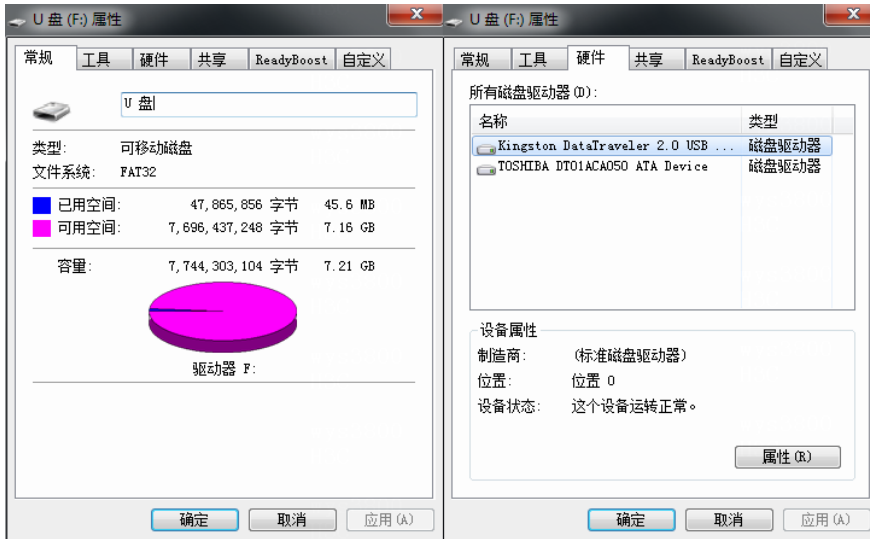 U 盘 (F:) 属性
常规 工具 硬件 共享 ReadyBoost 自定义
U 盘
类型: 可移动磁盘
文件系统: FAT32
已用空间: 47,865,856 字节 45.6 MB
可用空间: 7,696,437,248 字节 7.16 GB
容量: 7,744,303,104 字节 7.21 GB
驱动器 F:
确定 取消 应用(A)
U 盘 (F:) 属性
常规 工具 硬件 共享 ReadyBoost 自定义
所有磁盘驱动器(D):
名称 类型
Kingston DataTraveler 2.0 USB ... 磁盘驱动器
TOSHIBA DT01ACA050 ATA Device 磁盘驱动器
设备属性
制造商: (标准磁盘驱动器)
位置: 位置 0
设备状态: 这个设备运转正常。
属性(R)
确定 取消 应用(A)